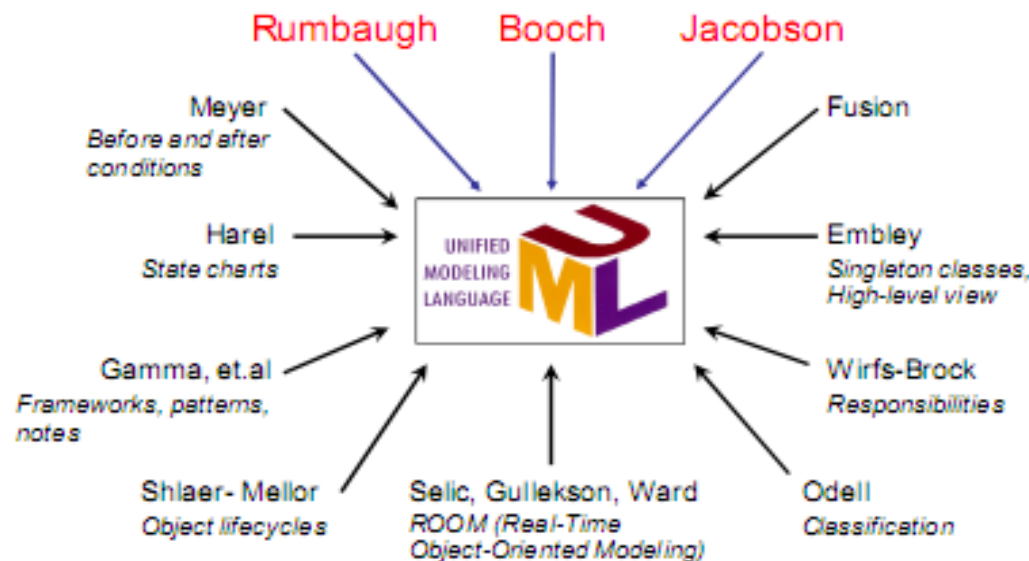 Rumbaugh Booch Jacobson
Meyer
Before and after
conditions
Fusion
Harel
State charts
UNIFIED
MODELING
LANGUAGE
UML
Embley
Singleton classes,
High-level view
Gamma, et.al
Frameworks, patterns,
notes
Wirfs-Brock
Responsibilities
Shlaer- Mellor
Object lifecycles
Selic, Gullekson, Ward
ROOM (Real-Time
Object-Oriented Modeling)
Odell
Classification